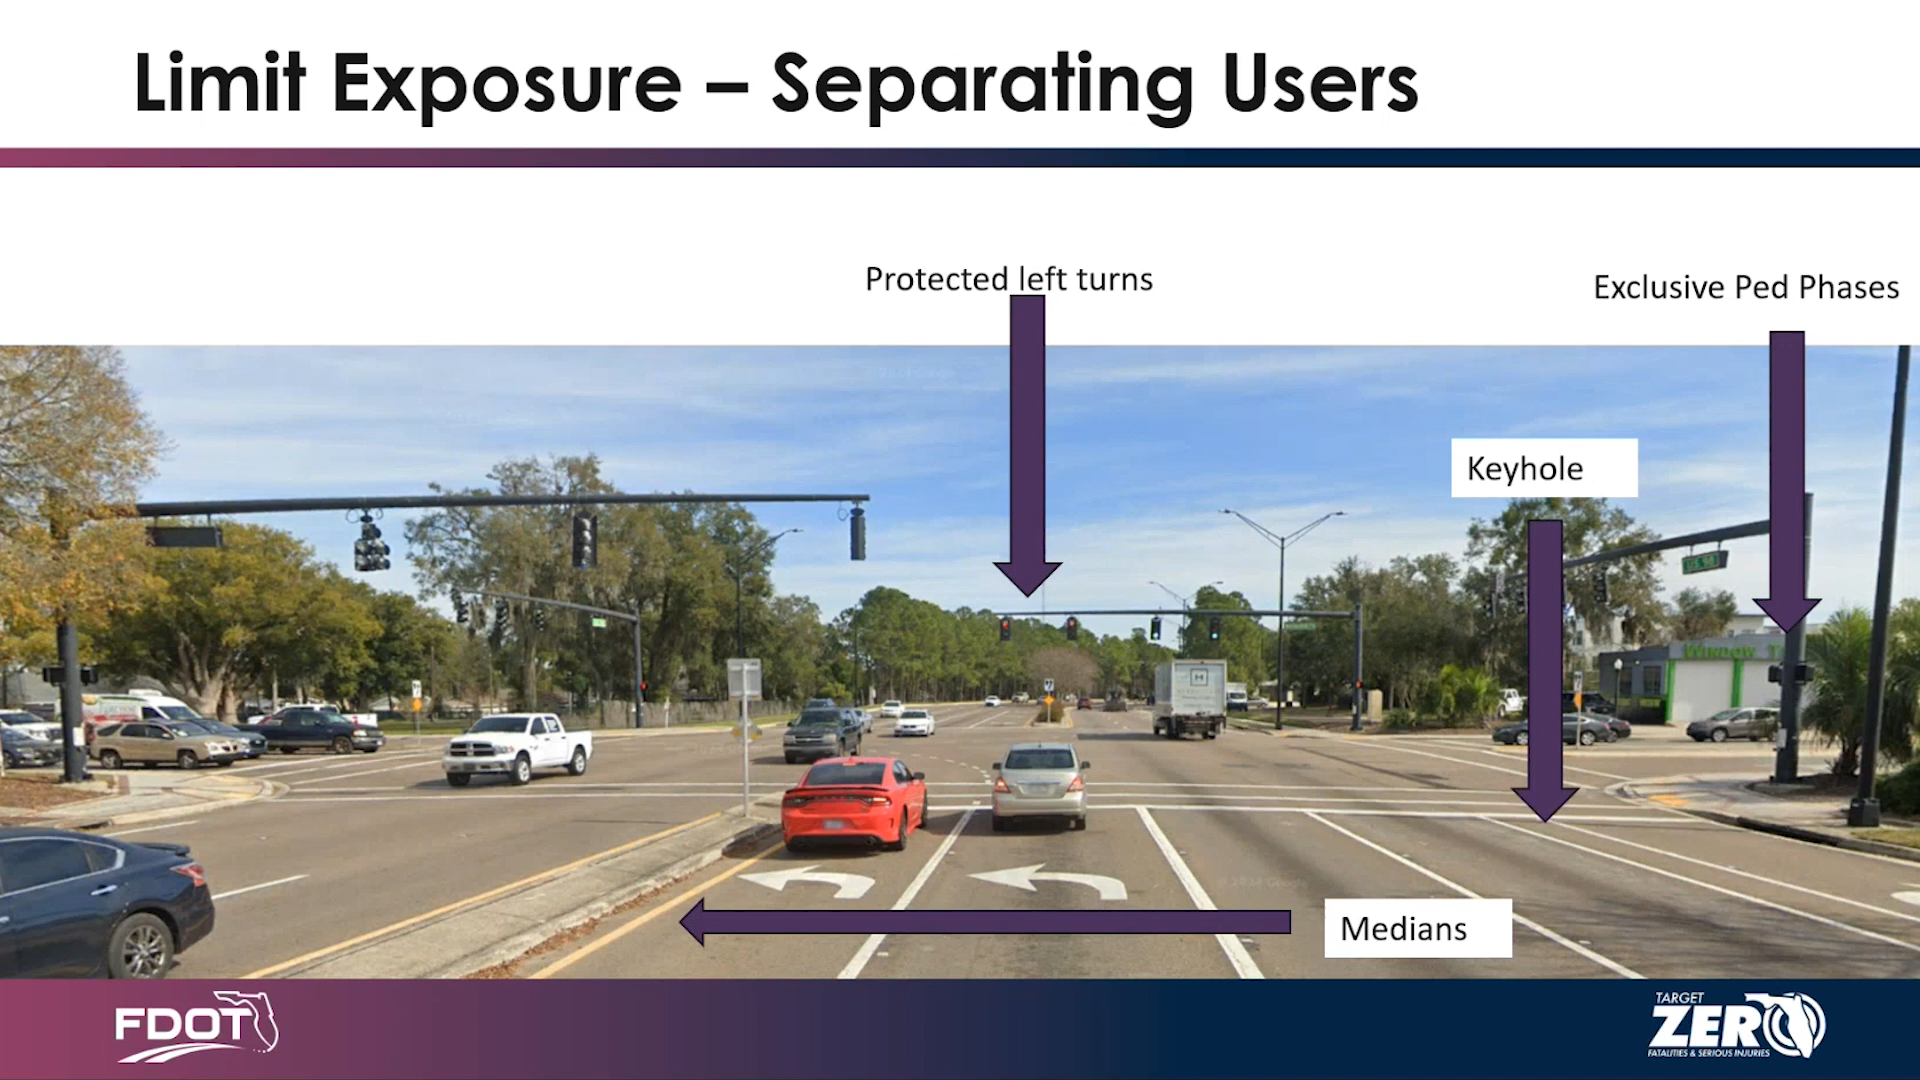 Limit Exposure – Separating Users
Protected left turns
Exclusive Ped Phases
Keyhole
Medians
FDOT
TARGET
ZERO
FATALITIES & SERIOUS INJURIES